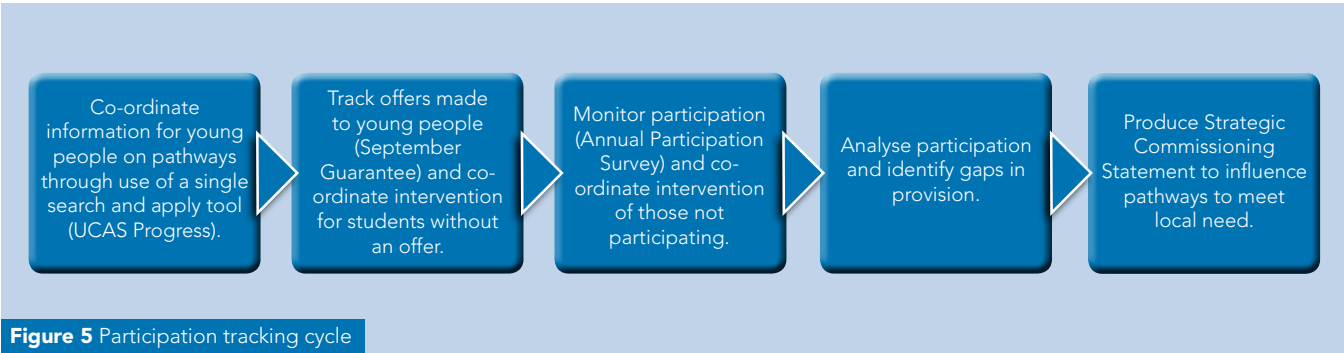 Co-ordinate
information for young
people on pathways
through use of a single
search and apply tool
(UCAS Progress).
Track offers made
to young people
(September
Guarantee) and co-
ordinate intervention
for students without
an offer.
Monitor participation
(Annual Participation
Survey) and co-
ordinate intervention
of those not
participating.
Analyse participation
and identify gaps in
provision.
Produce Strategic
Commissioning
Statement to influence
pathways to meet
local need.
Figure 5 Participation tracking cycle